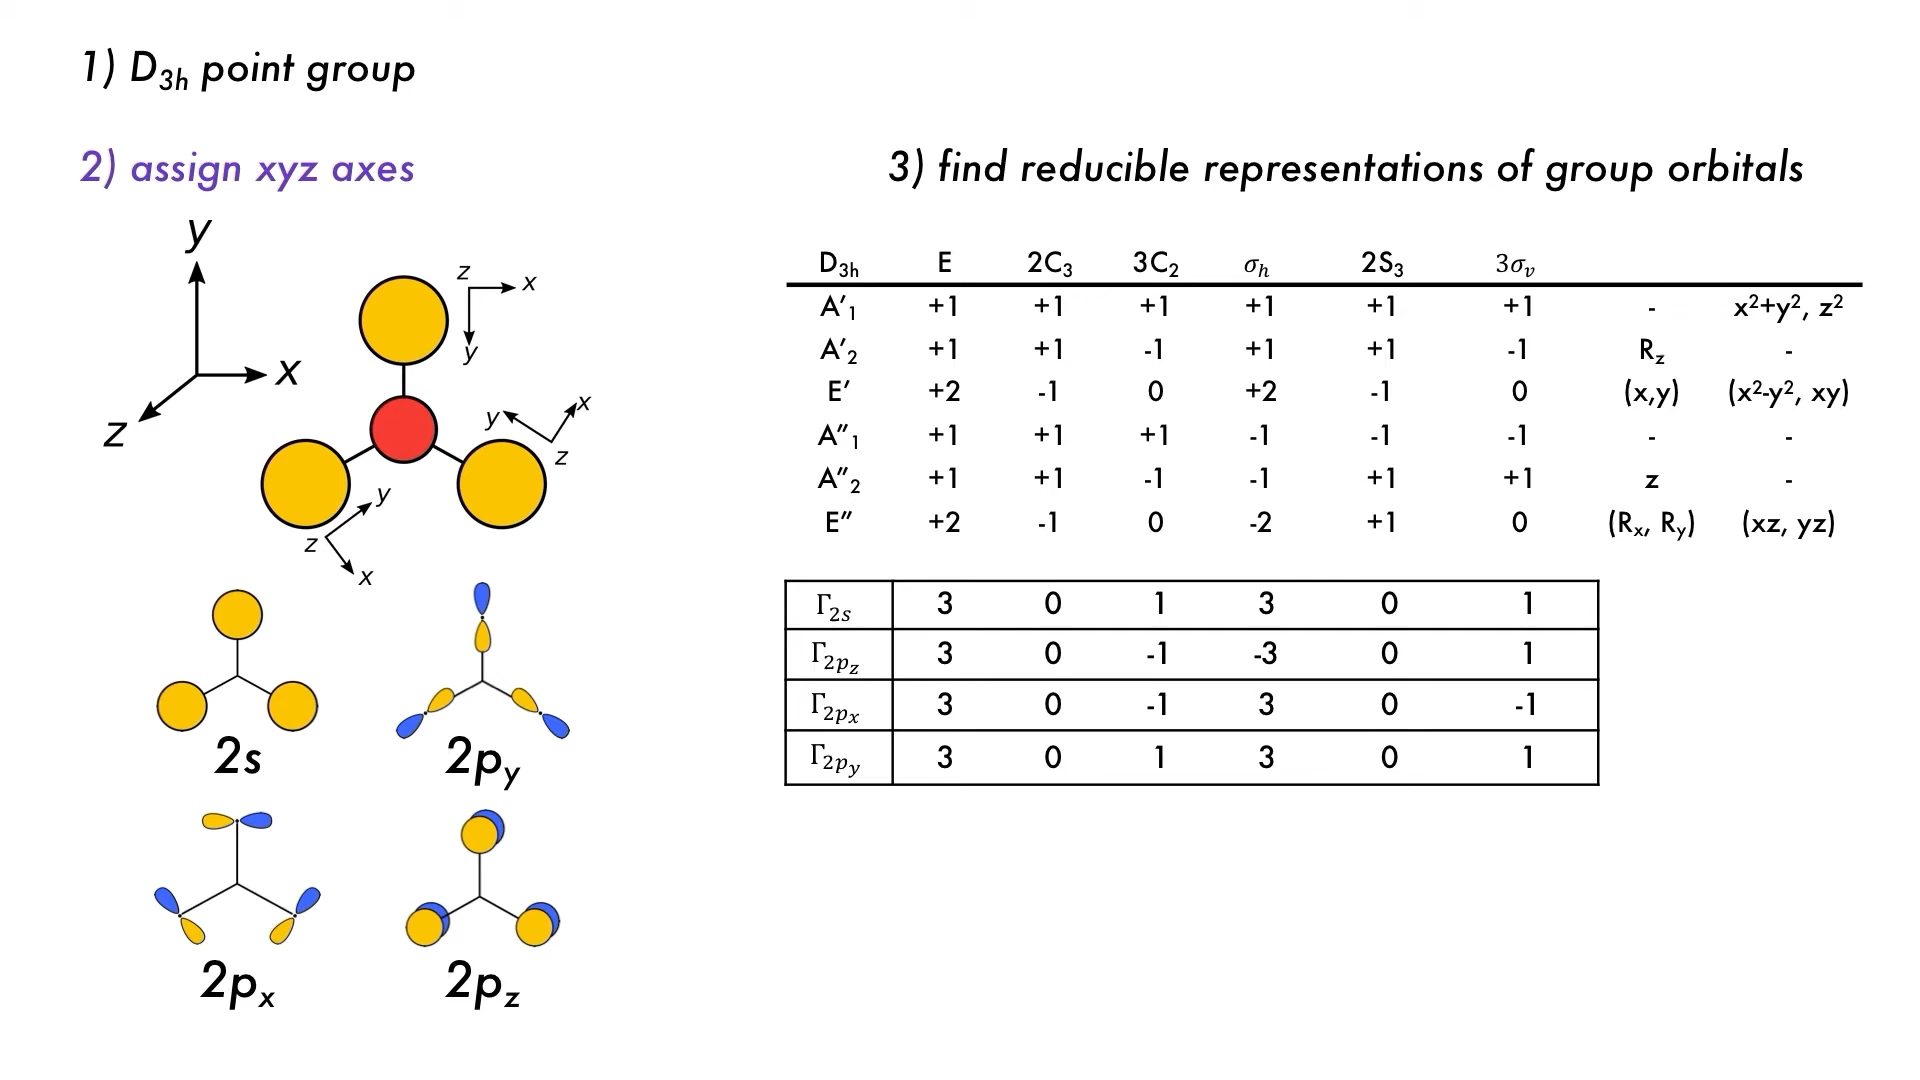 1) D3h point group
2) assign xyz axes
3) find reducible representations of group orbitals
y
x
z
z x
y
y x
z
y
z
x
2s
2py
2px
2pz
D3h E 2C3 3C2 σh 2S3 3σv
A′1 +1 +1 +1 +1 +1 +1 - x²+y², z²
A′2 +1 +1 -1 +1 +1 -1 Rz -
E′ +2 -1 0 +2 -1 0 (x,y) (x²-y², xy)
A″1 +1 +1 +1 -1 -1 -1 - -
A″2 +1 +1 -1 -1 +1 +1 z -
E″ +2 -1 0 -2 +1 0 (Rx, Ry) (xz, yz)
Γ2s 3 0 1 3 0 1
Γ2pz 3 0 -1 -3 0 1
Γ2px 3 0 -1 3 0 -1
Γ2py 3 0 1 3 0 1